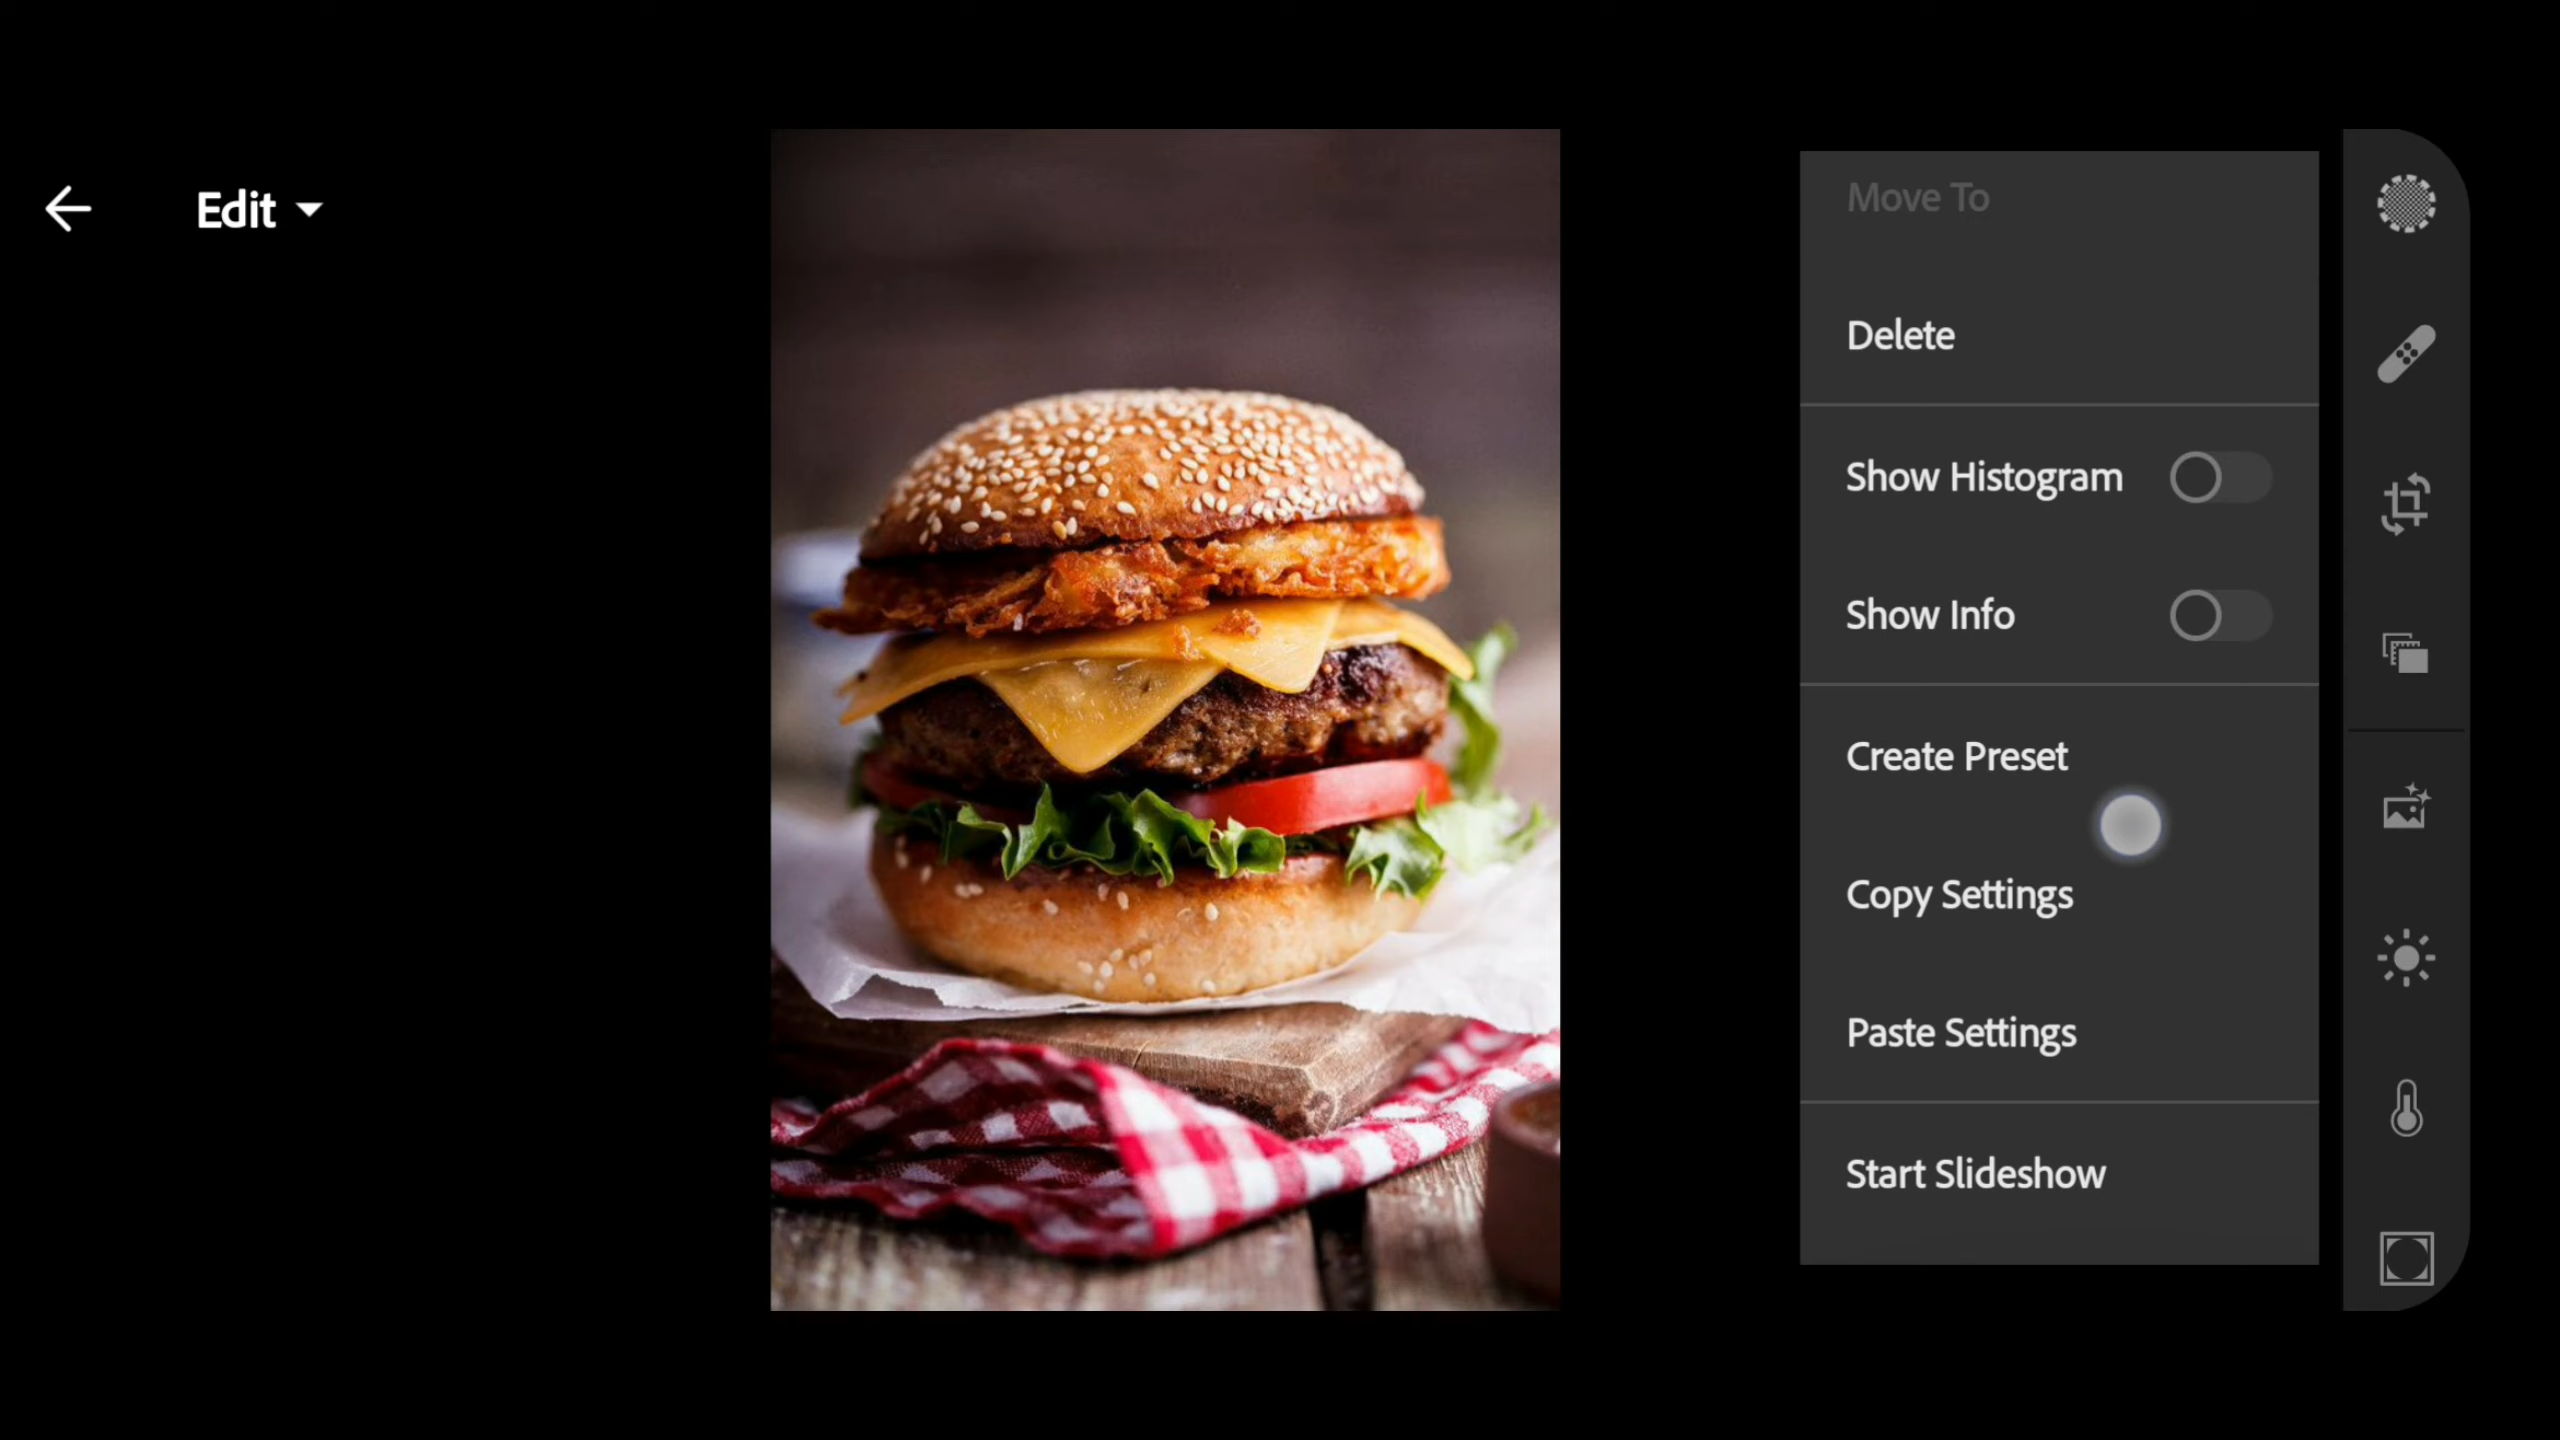 Edit
Move To
Delete
Show Histogram
Show Info
Create Preset
Copy Settings
Paste Settings
Start Slideshow